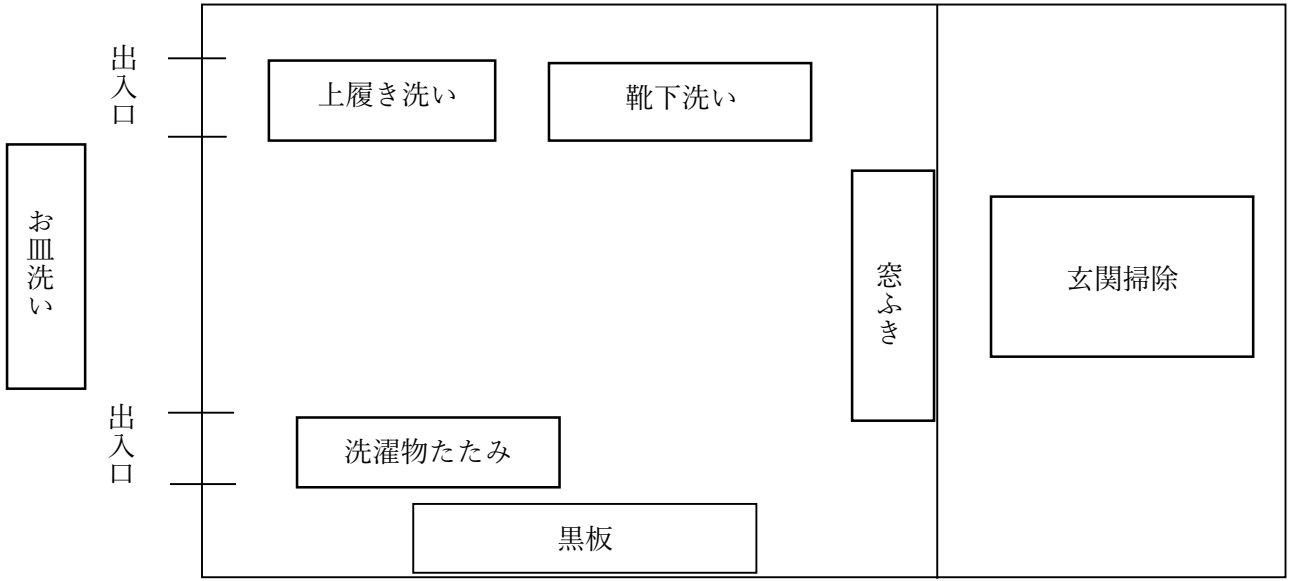 出入口
上履き洗い
靴下洗い
お皿洗い
窓ふき
玄関掃除
出入口
洗濯物たたみ
黒板